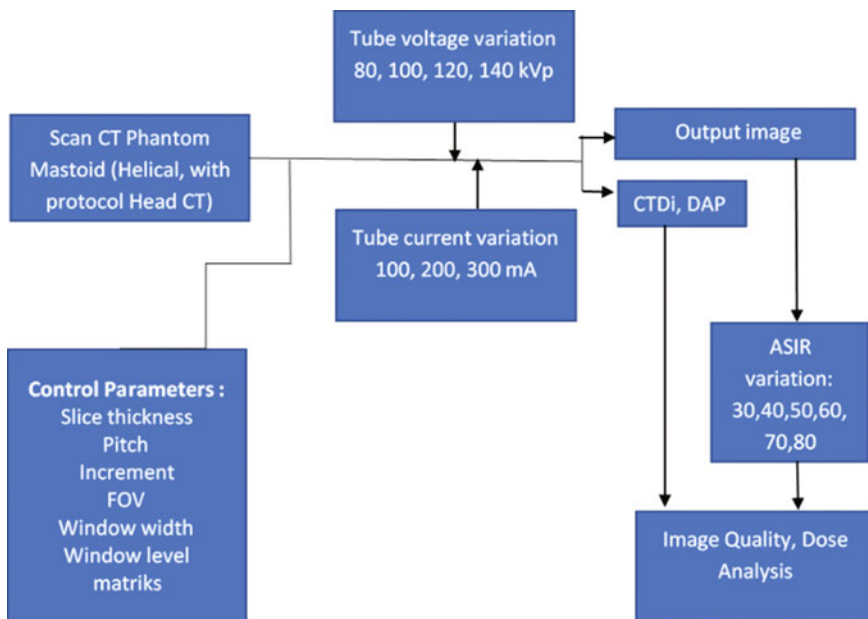 Tube voltage variation
80, 100, 120, 140 kVp
Scan CT Phantom
Mastoid (Helical, with
protocol Head CT)
Output image
CTDi, DAP
Tube current variation
100, 200, 300 mA
Control Parameters :
Slice thickness
Pitch
Increment
FOV
Window width
Window level
matriks
ASIR
variation:
30,40,50,60,
70,80
Image Quality, Dose
Analysis